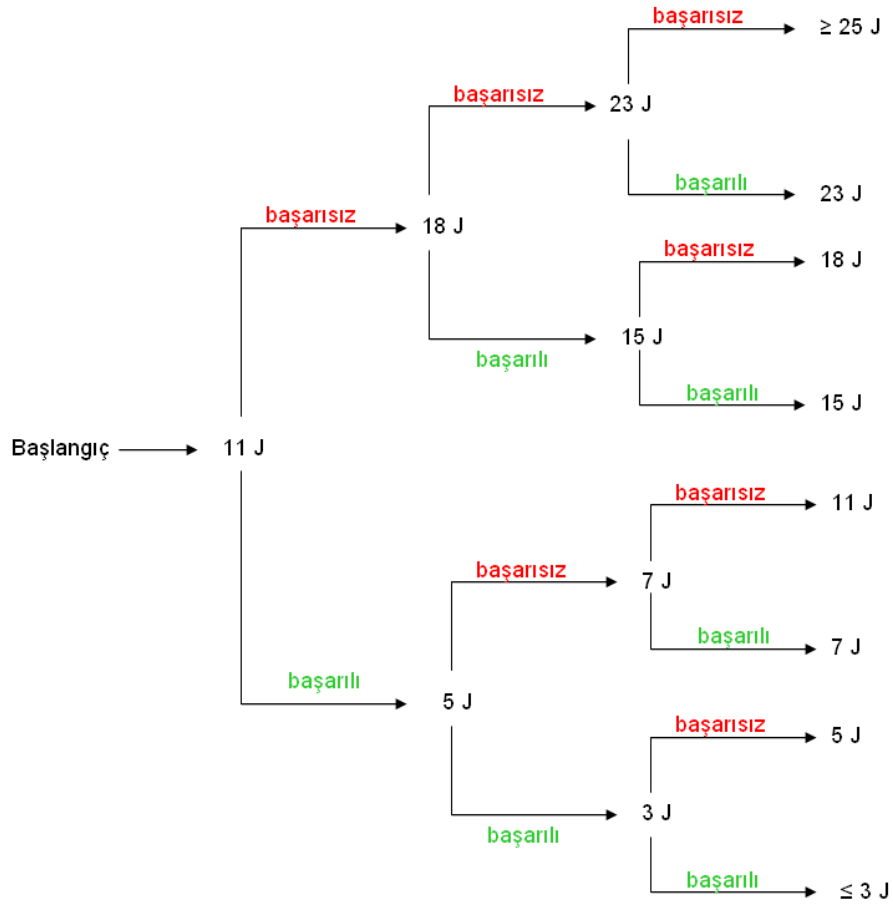 başarısız
≥ 25 J
başarısız
23 J
başarılı
23 J
başarısız
18 J
başarısız
18 J
başarılı
15 J
başarılı
15 J
Başlangıç
11 J
başarısız
11 J
başarısız
7 J
başarılı
7 J
başarılı
5 J
başarısız
5 J
başarılı
3 J
başarılı
≤ 3 J